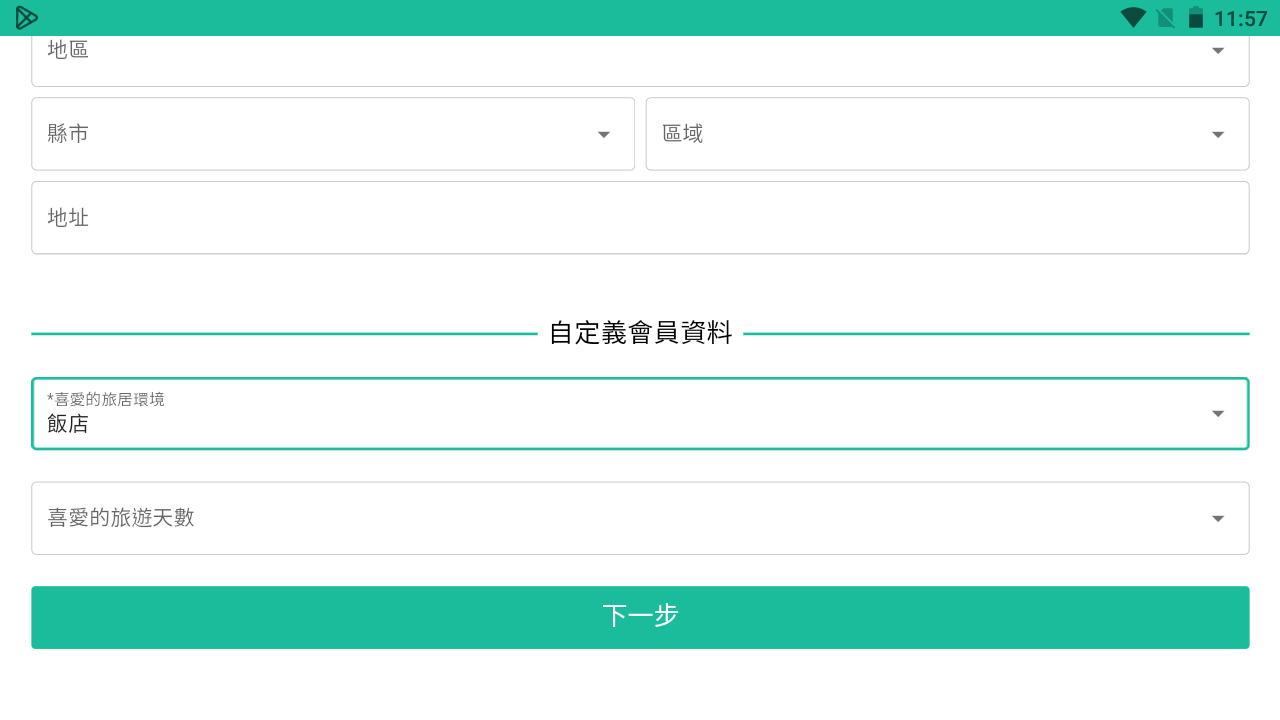 11:57
地區
縣市
區域
地址
自定義會員資料
*喜愛的旅居環境
飯店
喜愛的旅遊天數
下一步